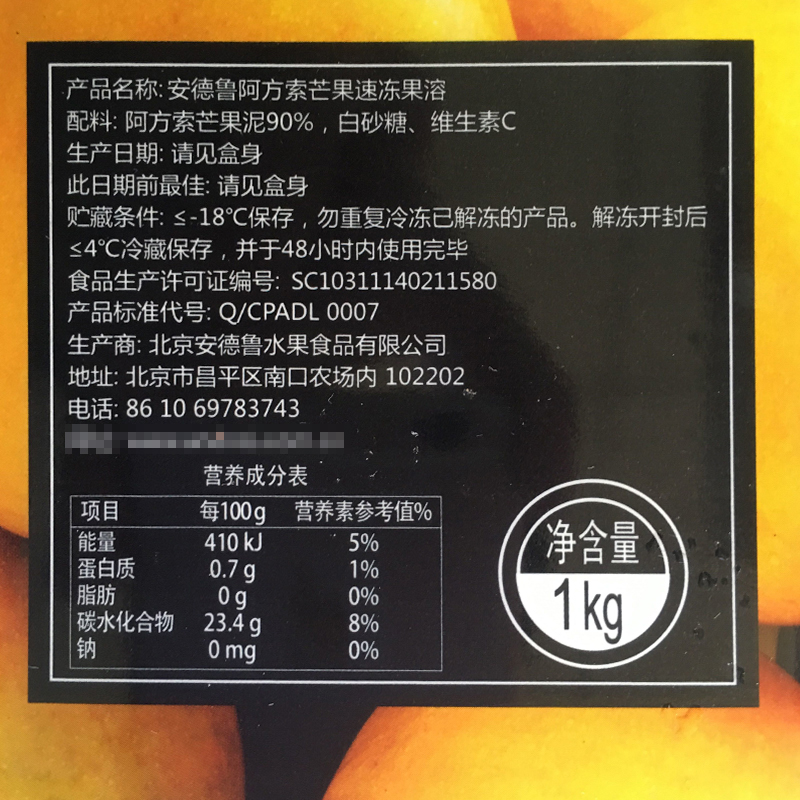 产品名称: 安德鲁阿方索芒果速冻果溶
配料: 阿方索芒果泥90%，白砂糖、维生素C
生产日期: 请见盒身
此日期前最佳: 请见盒身
贮藏条件: ≤-18℃保存，勿重复冷冻已解冻的产品。解冻开封后
≤4℃冷藏保存，并于48小时内使用完毕
食品生产许可证编号: SC10311140211580
产品标准代号: Q/CPADL 0007
生产商: 北京安德鲁水果食品有限公司
地址: 北京市昌平区南口农场内 102202
电话: 86 10 69783743
营养成分表
项目 每100g 营养素参考值%
能量 410 kJ 5%
蛋白质 0.7 g 1%
脂肪 0 g 0%
碳水化合物 23.4 g 8%
钠 0 mg 0%
净含量
1kg